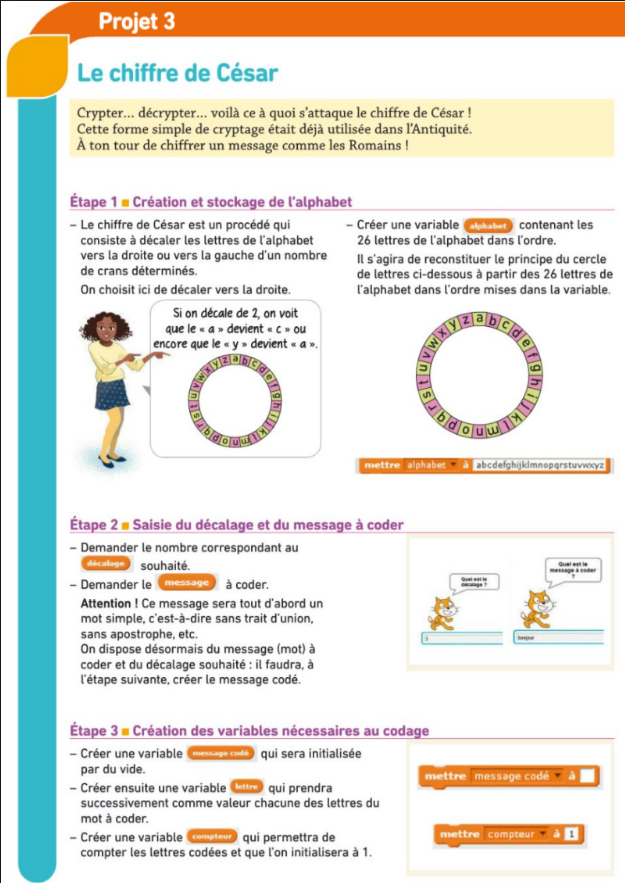 Projet 3
Le chiffre de César
Crypter... décrypter... voilà ce à quoi s'attaque le chiffre de César !
Cette forme simple de cryptage était déjà utilisée dans l'Antiquité.
À ton tour de chiffrer un message comme les Romains !
Étape 1 ■ Création et stockage de l'alphabet
– Le chiffre de César est un procédé qui
consiste à décaler les lettres de l'alphabet
vers la droite ou vers la gauche d'un nombre
de crans déterminés.
On choisit ici de décaler vers la droite.
Si on décale de 2, on voit
que le « a » devient « c » ou
encore que le « y » devient « a ».
a b c d e f g h i j k l m n o p q r s t u v w x y z
– Créer une variable alphabet contenant les
26 lettres de l'alphabet dans l'ordre.
Il s'agira de reconstituer le principe du cercle
de lettres ci-dessous à partir des 26 lettres de
l'alphabet dans l'ordre mises dans la variable.
a b c d e f g h i j k l m n o p q r s t u v w x y z
mettre alphabet à abcdefghijklmnopqrstuvwxyz
Étape 2 ■ Saisie du décalage et du message à coder
– Demander le nombre correspondant au
décalage souhaité.
– Demander le message à coder.
Attention ! Ce message sera tout d'abord un
mot simple, c'est-à-dire sans trait d'union,
sans apostrophe, etc.
On dispose désormais du message (mot) à
coder et du décalage souhaité : il faudra, à
l'étape suivante, créer le message codé.
Quel est le
décalage ?
3
Quel est le
message à coder
?
bonjour
Étape 3 ■ Création des variables nécessaires au codage
– Créer une variable message codé qui sera initialisée
par du vide.
– Créer ensuite une variable lettre qui prendra
successivement comme valeur chacune des lettres du
mot à coder.
– Créer une variable compteur qui permettra de
compter les lettres codées et que l'on initialisera à 1.
mettre message codé à
mettre compteur à 1